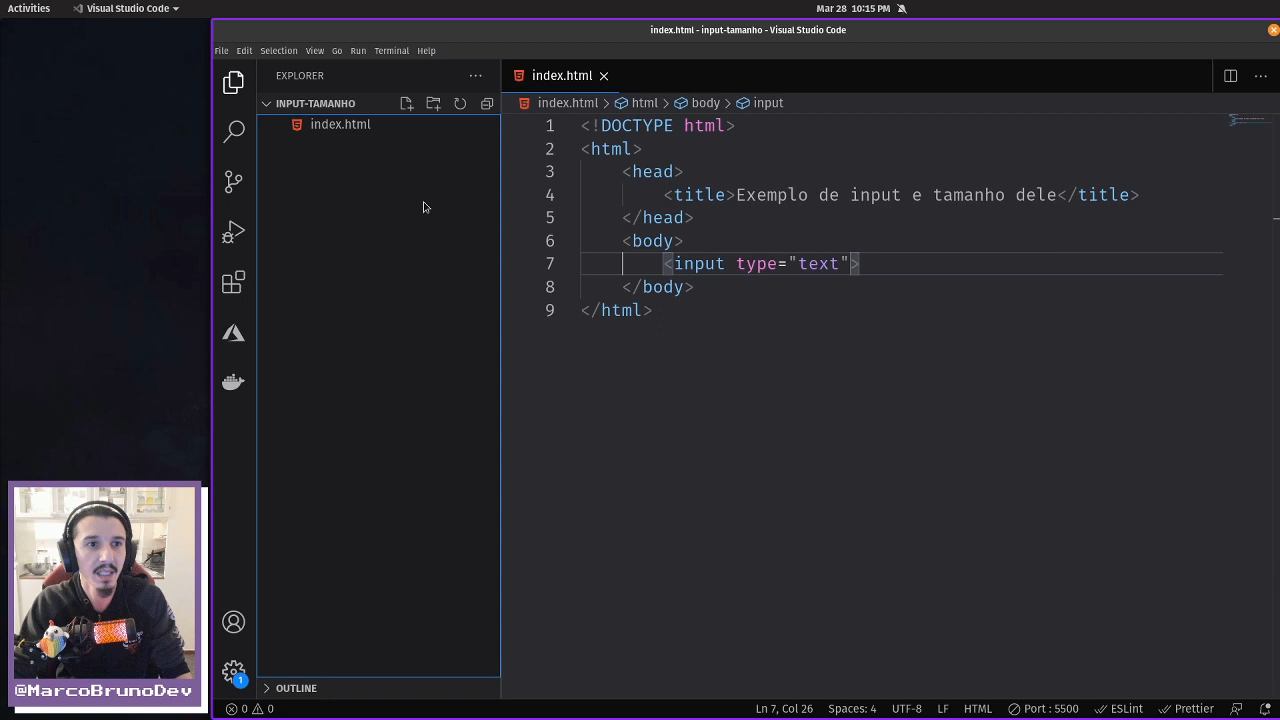 Activities
Visual Studio Code
Mar 28 10:15 PM
index.html - input-tamanho - Visual Studio Code
File Edit Selection View Go Run Terminal Help
EXPLORER
INPUT-TAMANHO
index.html
index.html
index.html > html > body > input
1 <!DOCTYPE html>
2 <html>
3 <head>
4 <title>Exemplo de input e tamanho dele</title>
5 </head>
6 <body>
7 <input type="text">
8 </body>
9 </html>
1
@MarcoBrunoDev
OUTLINE
0 0
Ln 7, Col 26
Spaces: 4
UTF-8
LF
HTML
Port : 5500
ESLint
Prettier